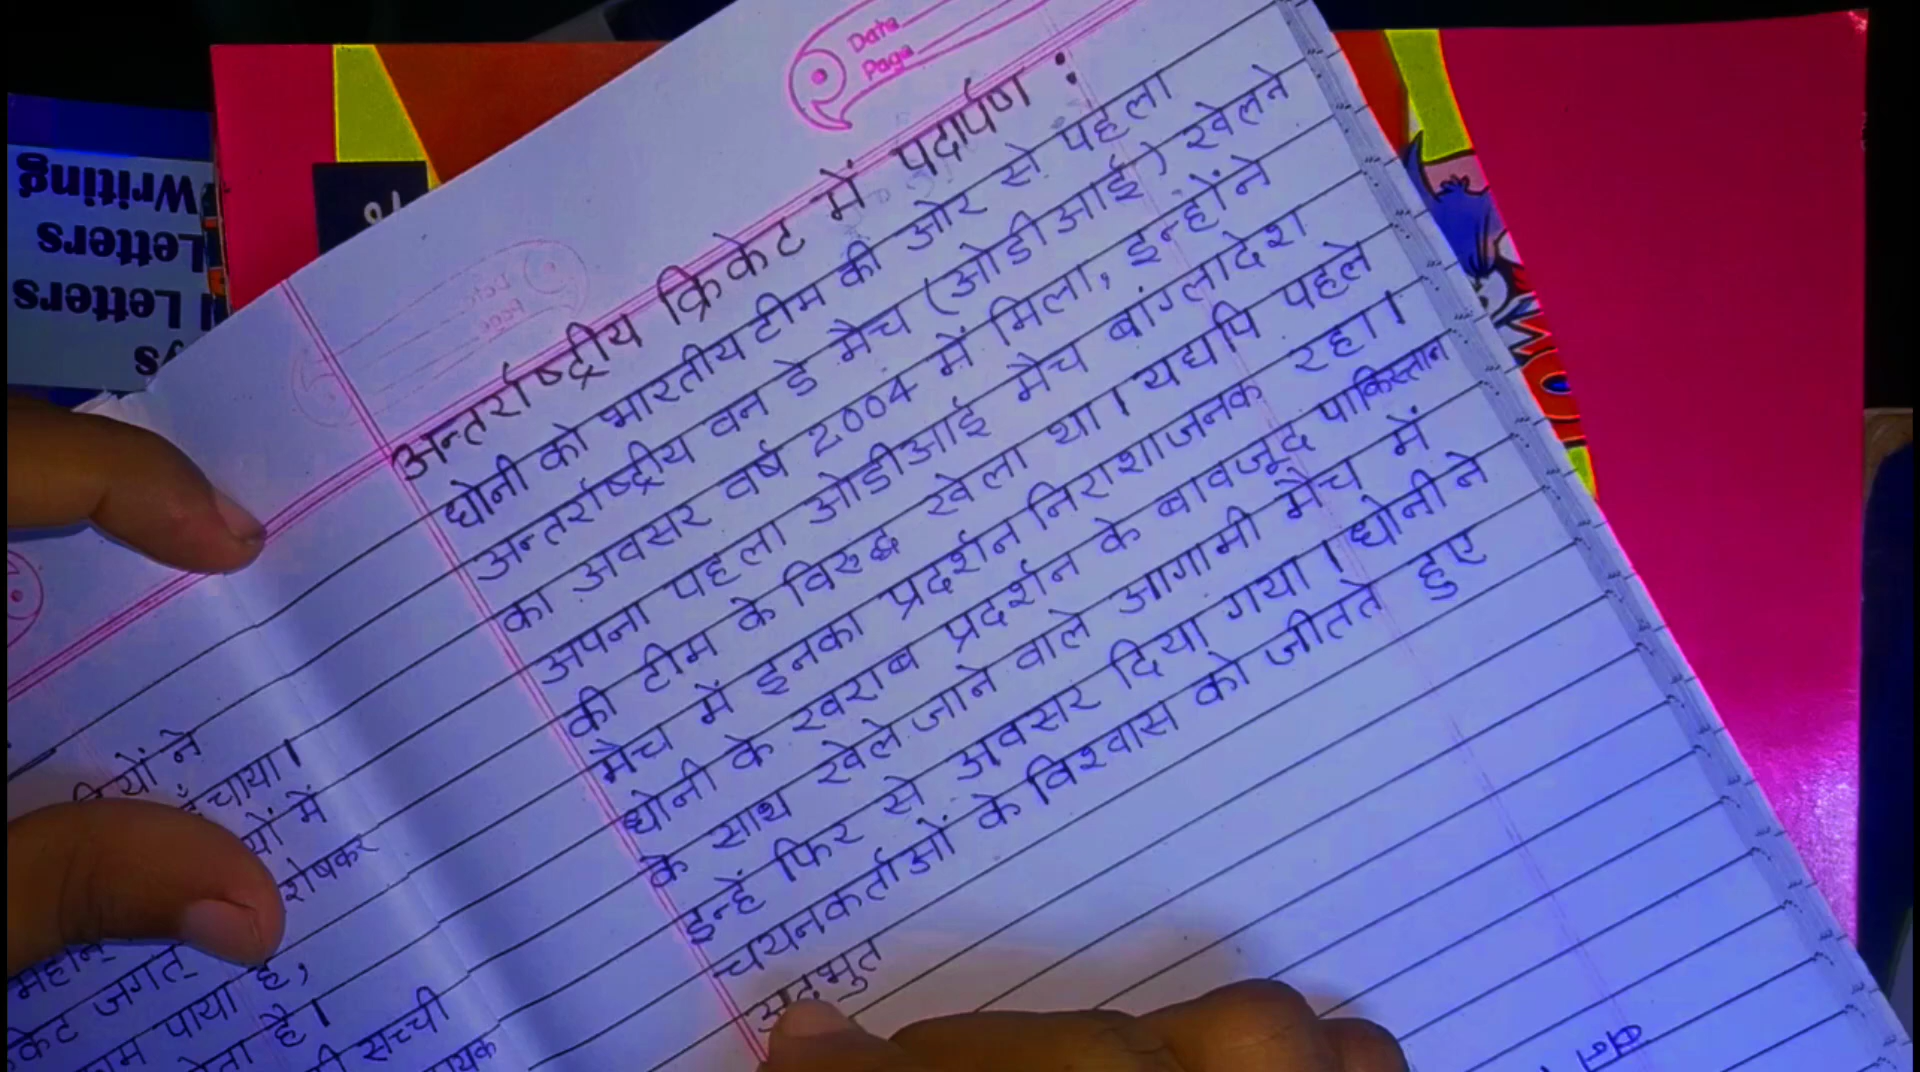 Date
Page
अन्तर्राष्ट्रीय क्रिकेट में पदार्पण :
धोनी को भारतीय टीम की ओर से पहला
अन्तर्राष्ट्रीय वन डे मैच (ओडीआई) खेलने
का अवसर वर्ष 2004 में मिला, इन्होंने
अपना पहला ओडीआई मैच बांग्लादेश
की टीम के विरुद्ध खेला था। यद्यपि पहले
मैच में इनका प्रदर्शन निराशाजनक रहा।
धोनी के खराब प्रदर्शन के बावजूद पाकिस्तान
के साथ खेले जाने वाले आगामी मैच में
इन्हें फिर से अवसर दिया गया। धोनी ने
चयनकर्ताओं के विश्वास को जीतते हुए
अद्भुत
यों ने
यों में
महान्
जगत्
पाया है,
है।
सच्ची
Writing
Letters
Letters